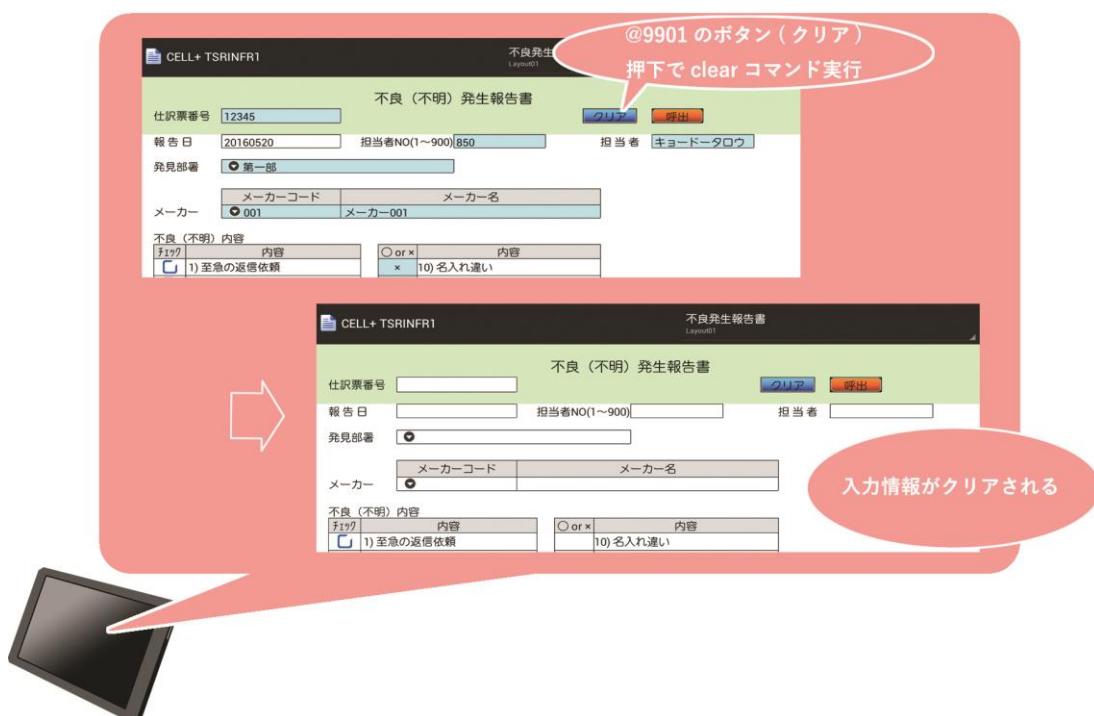 @9901 のボタン ( クリア )
押下で clear コマンド実行
CELL+ TSRINFR1 不良発生
Layout01
不良（不明）発生報告書
仕訳票番号 12345 クリア 呼出
報告日 20160520 担当者NO(1～900) 850 担当者 キョードータロウ
発見部署 第一部
メーカーコード メーカー名
メーカー 001 メーカー001
不良（不明）内容
ﾁｪｯｸ 内容 〇 or × 内容
1) 至急の返信依頼 × 10) 名入れ違い
CELL+ TSRINFR1 不良発生報告書
Layout01
不良（不明）発生報告書
仕訳票番号 クリア 呼出
報告日 担当者NO(1～900) 担当者
発見部署
メーカーコード メーカー名
メーカー
不良（不明）内容
ﾁｪｯｸ 内容 〇 or × 内容
1) 至急の返信依頼 10) 名入れ違い
入力情報がクリアされる